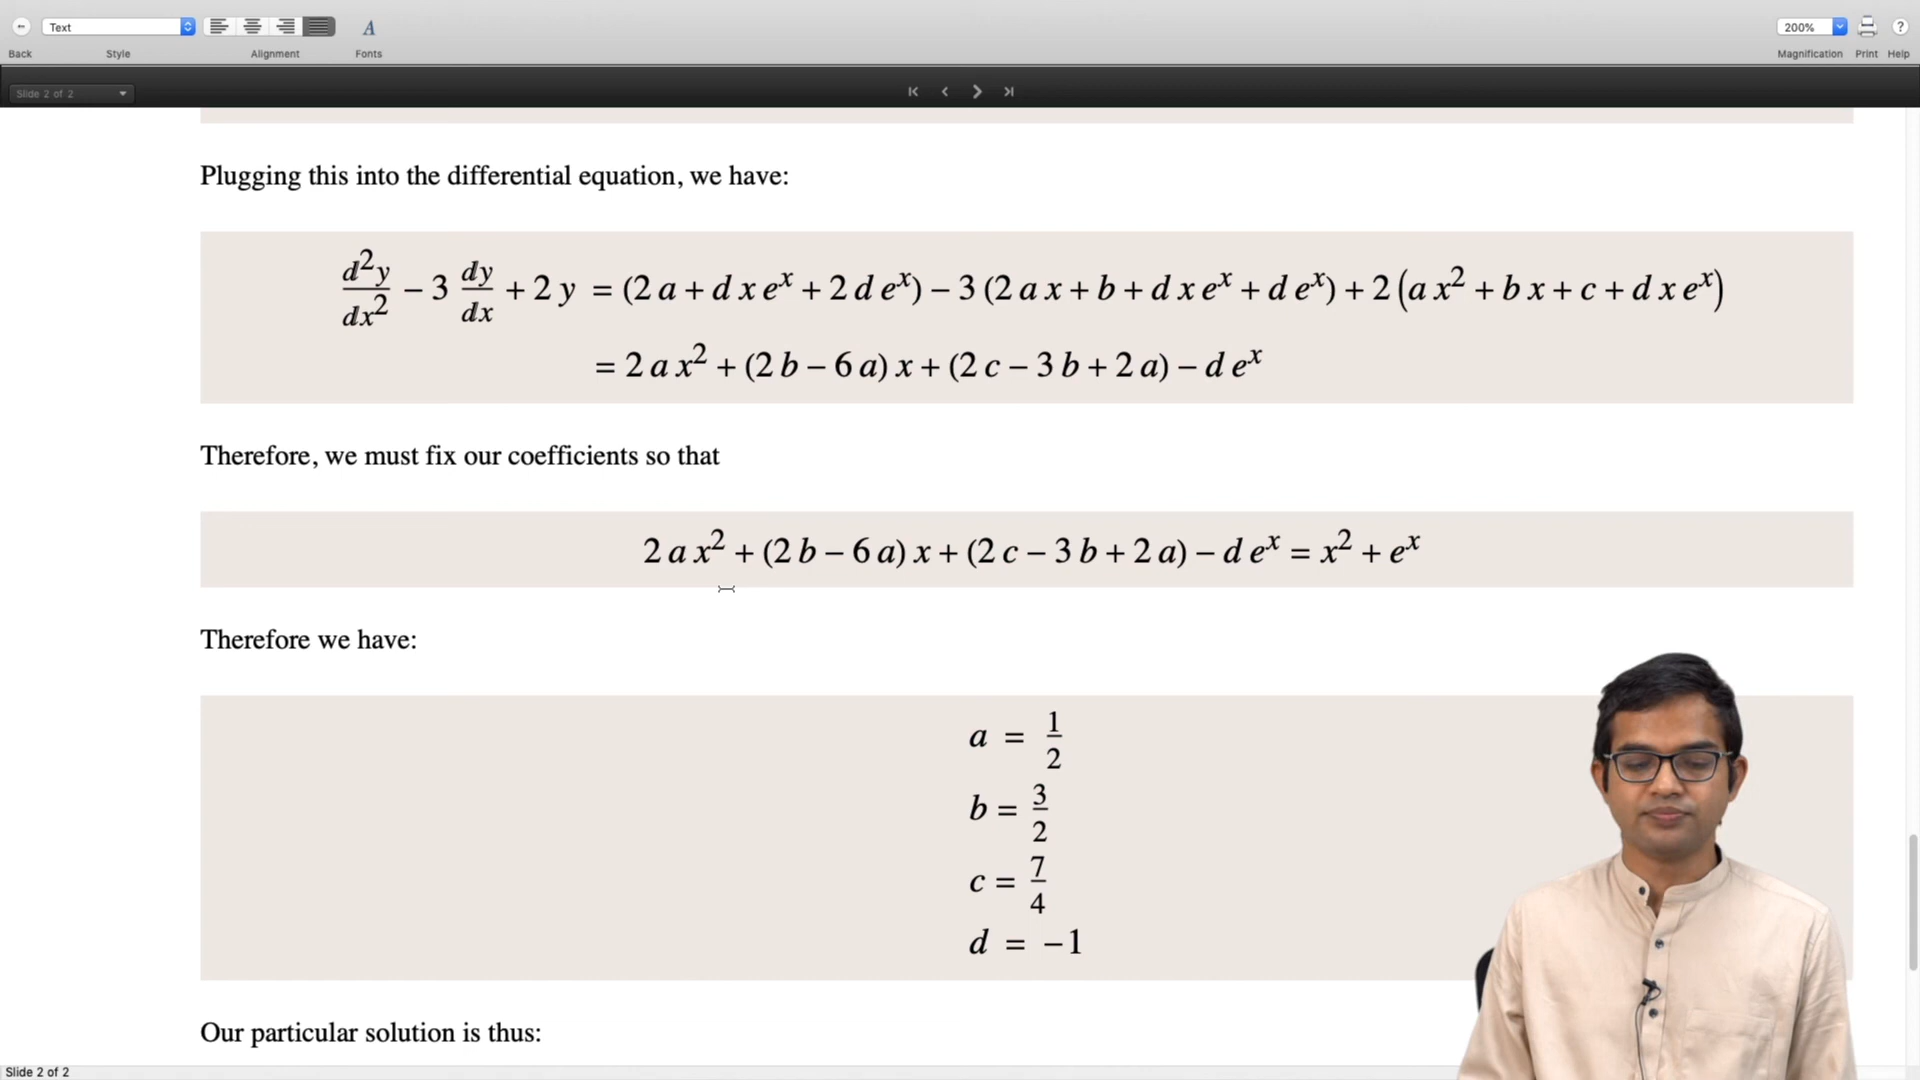 Text
Back
Style
Alignment
A
Fonts
200%
?
Magnification
Print
Help
Slide 2 of 2
Plugging this into the differential equation, we have:
d²y/dx² − 3 dy/dx + 2 y = (2 a + d x eˣ + 2 d eˣ) − 3 (2 a x + b + d x eˣ + d eˣ) + 2 (a x² + b x + c + d x eˣ)
= 2 a x² + (2 b − 6 a) x + (2 c − 3 b + 2 a) − d eˣ
Therefore, we must fix our coefficients so that
2 a x² + (2 b − 6 a) x + (2 c − 3 b + 2 a) − d eˣ = x² + eˣ
Therefore we have:
a = 1/2
b = 3/2
c = 7/4
d = −1
Our particular solution is thus:
Slide 2 of 2